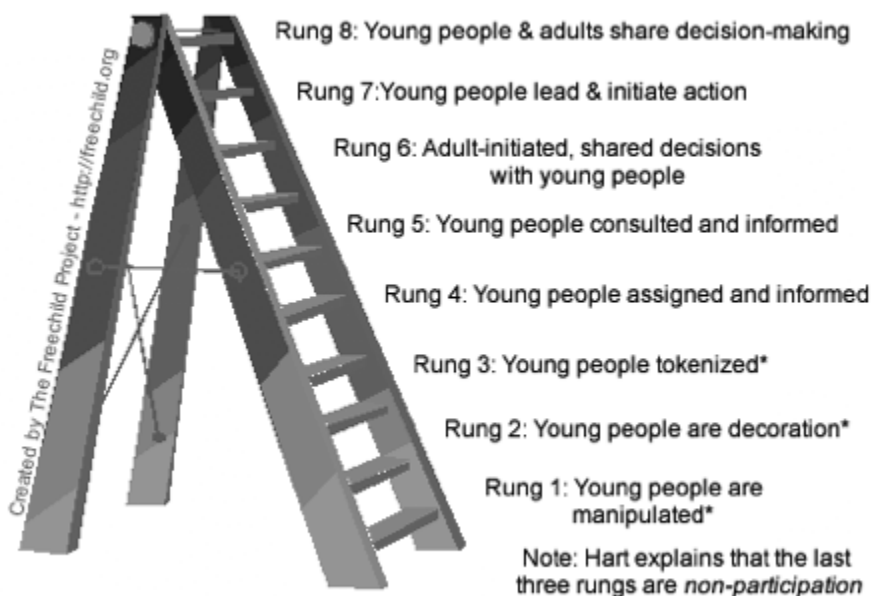 Rung 8: Young people & adults share decision-making
Rung 7:Young people lead & initiate action
Rung 6: Adult-initiated, shared decisions
with young people
Rung 5: Young people consulted and informed
Rung 4: Young people assigned and informed
Rung 3: Young people tokenized*
Rung 2: Young people are decoration*
Rung 1: Young people are
manipulated*
Note: Hart explains that the last
three rungs are non-participation
Created by The Freechild Project - http://freechild.org